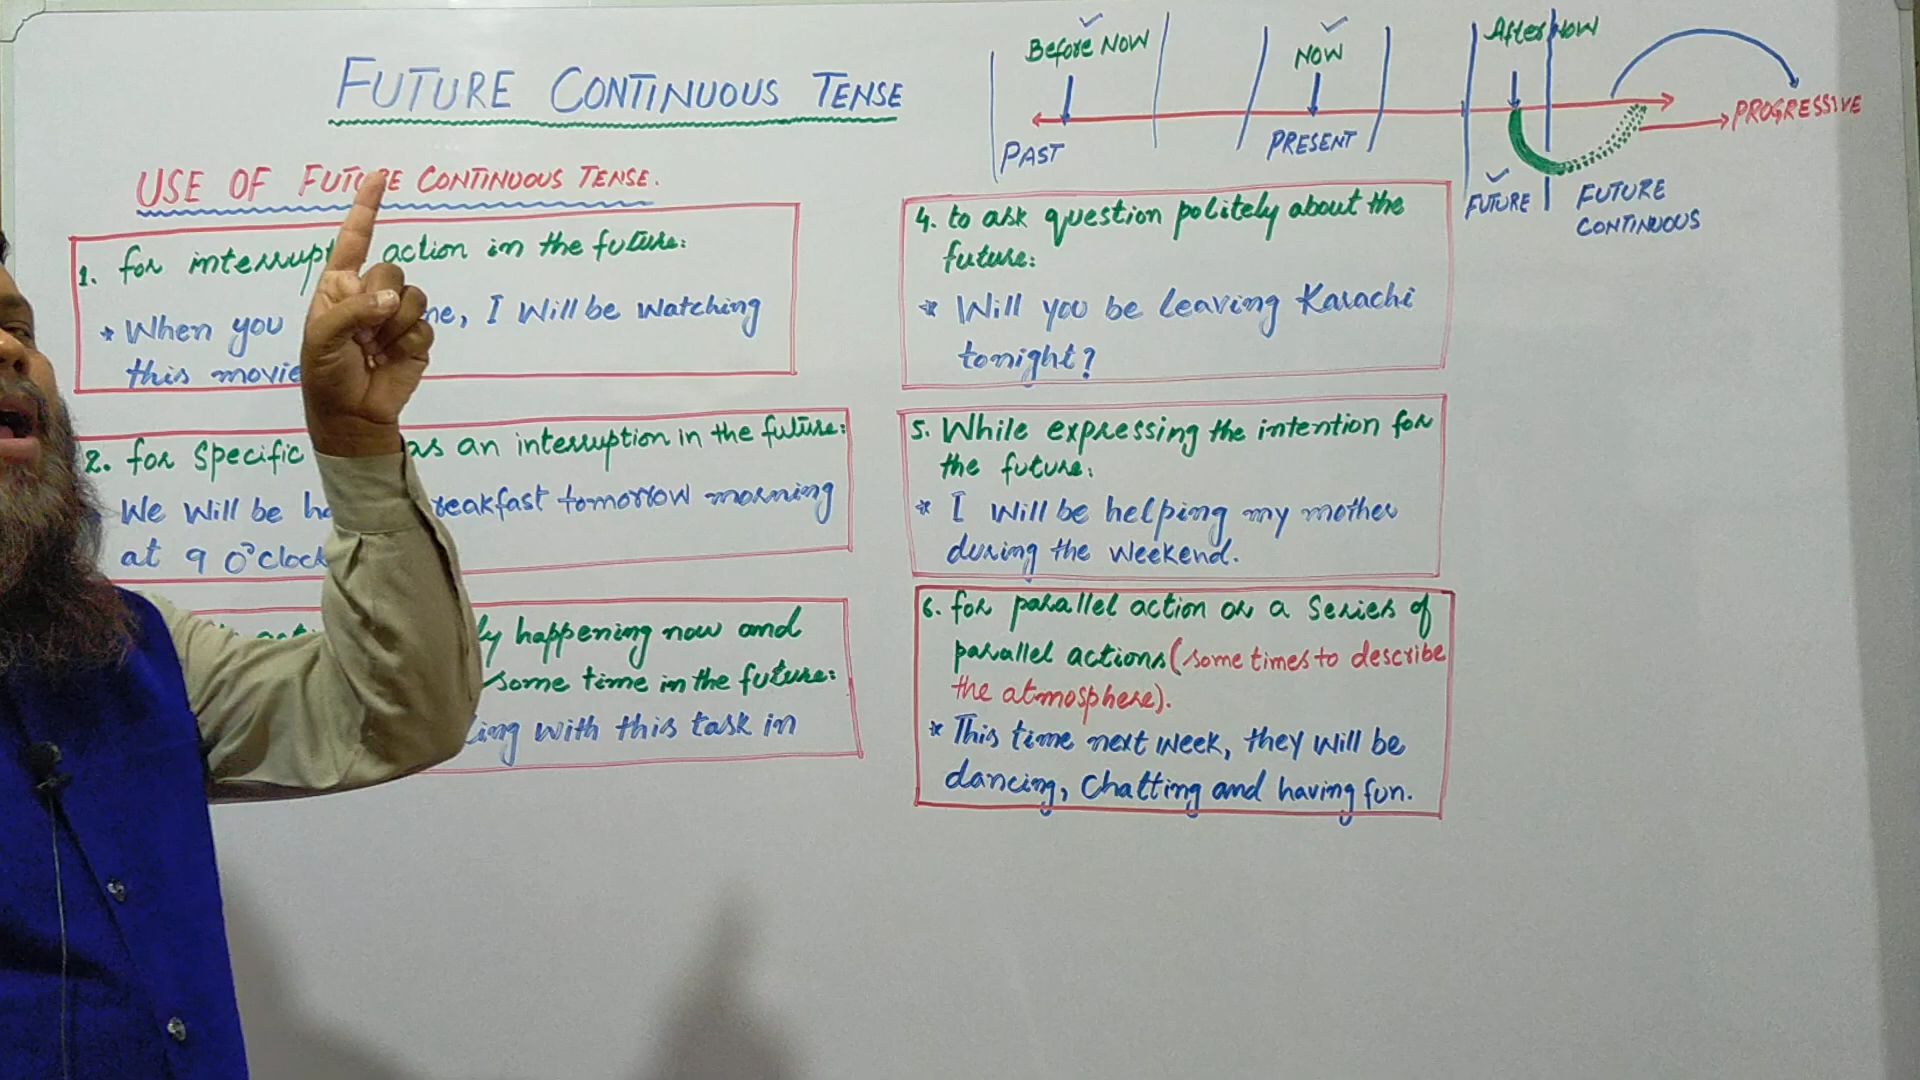 FUTURE CONTINUOUS TENSE
USE OF FUTURE CONTINUOUS TENSE.
1. for interrupt action in the future:
* When you me, I Will be watching
this movie
2. for specific as an interruption in the future:
We will be ha reakfast tomorrow morning
at 9 O'clock
ly happening now and
some time in the future:
king with this task in
Before NOW
NOW
After NOW
PROGRESSIVE
PAST
PRESENT
FUTURE
FUTURE
CONTINUOUS
4. to ask question politely about the
future:
* Will you be leaving Karachi
tonight?
5. While expressing the intention for
the future:
* I will be helping my mother
during the weekend.
6. for parallel action or a series of
parallel actions (some times to describe
the atmosphere).
* This time next week, they will be
dancing, Chatting and having fun.